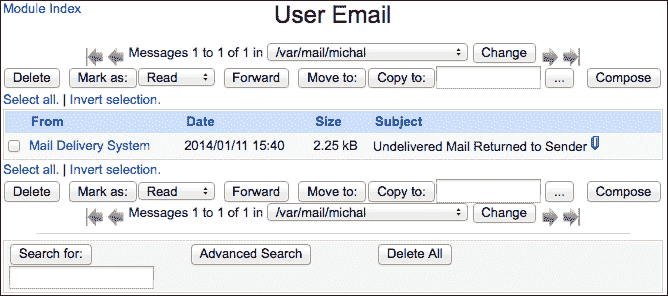 Module Index
User Email
Messages 1 to 1 of 1 in /var/mail/michal Change
Delete Mark as: Read Forward Move to: Copy to: ... Compose
Select all. | Invert selection.
From Date Size Subject
Mail Delivery System 2014/01/11 15:40 2.25 kB Undelivered Mail Returned to Sender
Select all. | Invert selection.
Delete Mark as: Read Forward Move to: Copy to: ... Compose
Messages 1 to 1 of 1 in /var/mail/michal Change
Search for: Advanced Search Delete All